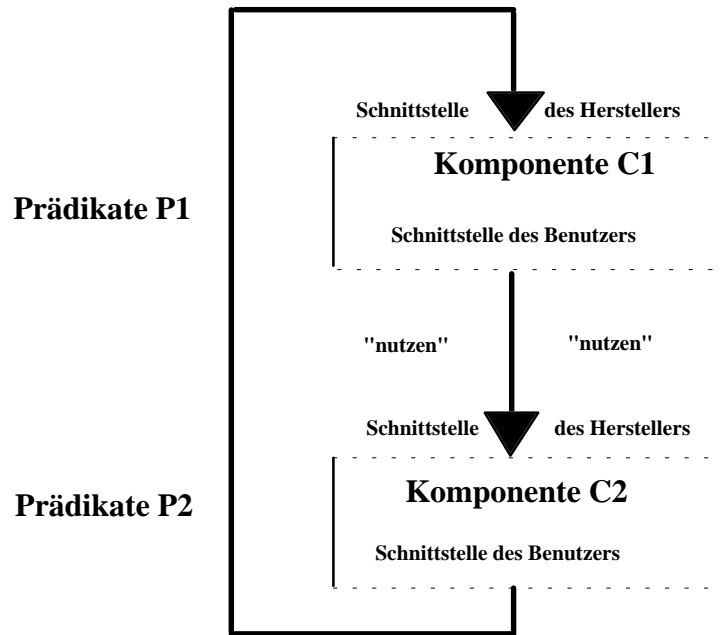 Schnittstelle des Herstellers
Komponente C1
Prädikate P1
Schnittstelle des Benutzers
"nutzen" "nutzen"
Schnittstelle des Herstellers
Komponente C2
Prädikate P2
Schnittstelle des Benutzers